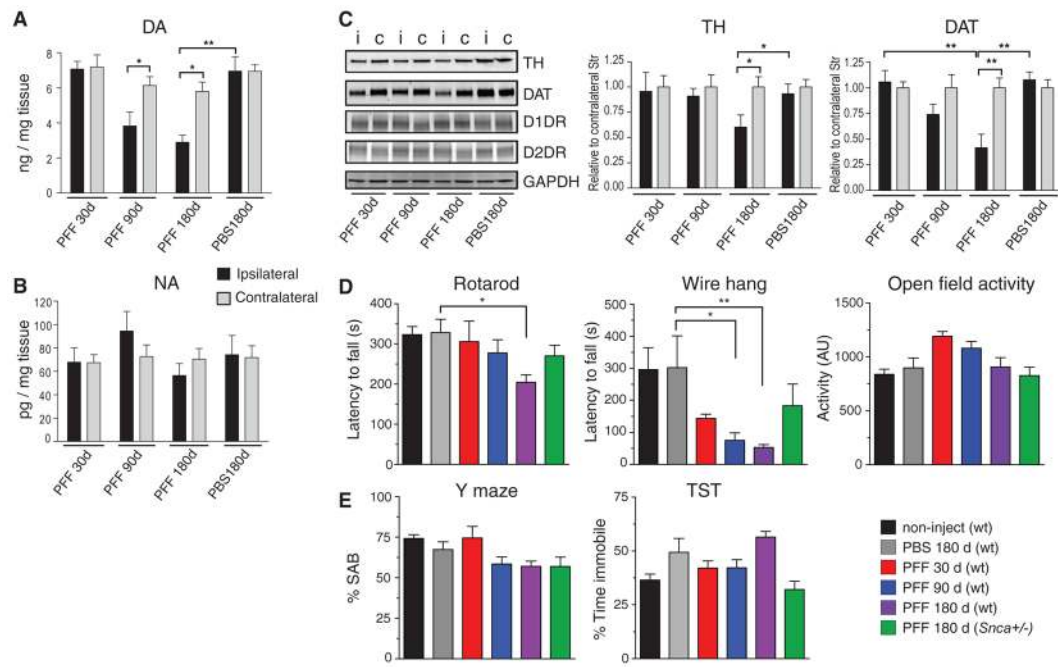 A
DA
ng / mg tissue
8
6
4
2
0
*
*
**
PFF 30d
PFF 90d
PFF 180d
PBS180d
B
NA
Ipsilateral
Contralateral
pg / mg tissue
120
100
80
60
40
20
0
PFF 30d
PFF 90d
PFF 180d
PBS180d
C
i c i c i c i c
TH
DAT
D1DR
D2DR
GAPDH
PFF 30d
PFF 90d
PFF 180d
PBS180d
TH
Relative to contralateral Str
1.50
1.25
1.00
0.75
0.50
0.25
0.00
*
*
PFF 30d
PFF 90d
PFF 180d
PBS180d
DAT
Relative to contralateral Str
1.50
1.25
1.00
0.75
0.50
0.25
0.00
**
**
**
PFF 30d
PFF 90d
PFF 180d
PBS180d
D
Rotarod
Latency to fall (s)
400
300
200
100
0
*
Wire hang
Latency to fall (s)
500
400
300
200
100
0
**
*
Open field activity
Activity (AU)
1500
1000
500
0
E
Y maze
% SAB
100
75
50
25
0
TST
% Time immobile
75
50
25
0
non-inject (wt)
PBS 180 d (wt)
PFF 30 d (wt)
PFF 90 d (wt)
PFF 180 d (wt)
PFF 180 d (Snca+/-)